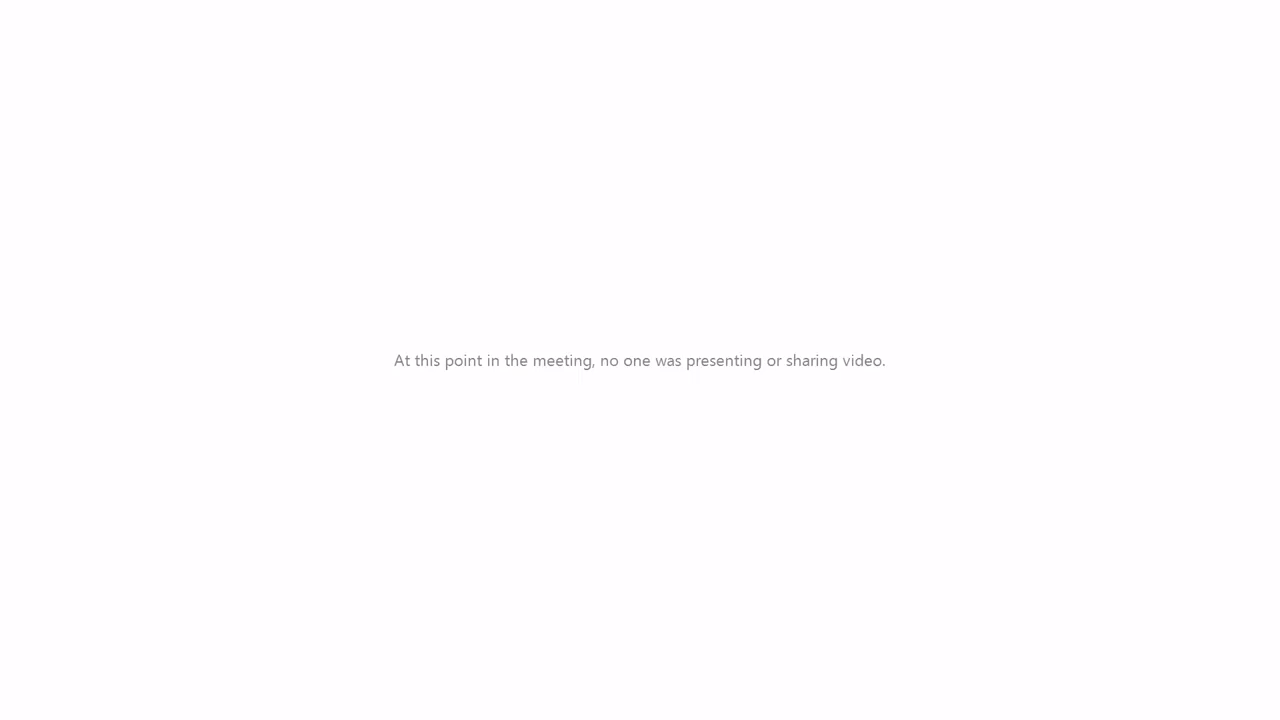 At this point in the meeting, no one was presenting or sharing video.